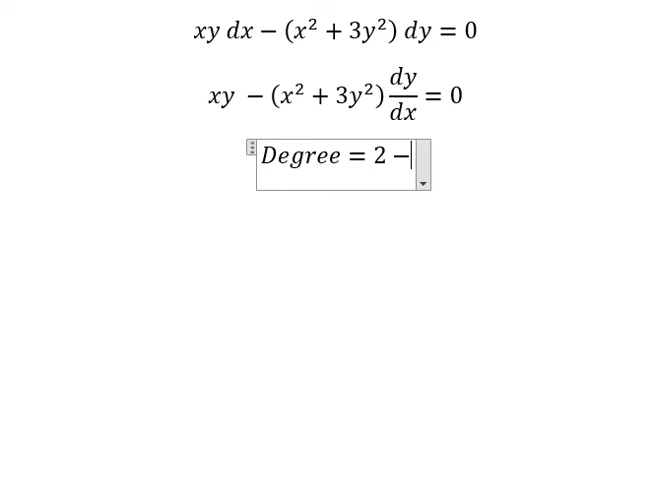 xy dx − (x² + 3y²) dy = 0
xy − (x² + 3y²) dy/dx = 0
Degree = 2 −